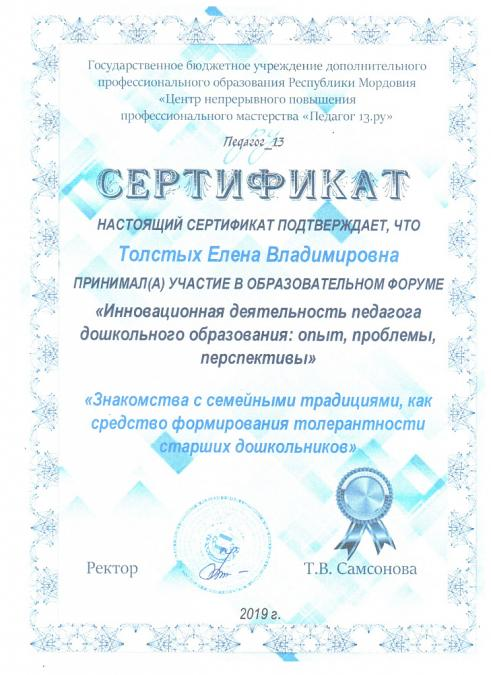 Государственное бюджетное учреждение дополнительного
профессионального образования Республики Мордовия
«Центр непрерывного повышения
профессионального мастерства «Педагог 13.ру»
Педагог_13
СЕРТИФИКАТ
НАСТОЯЩИЙ СЕРТИФИКАТ ПОДТВЕРЖДАЕТ, ЧТО
Толстых Елена Владимировна
ПРИНИМАЛ(А) УЧАСТИЕ В ОБРАЗОВАТЕЛЬНОМ ФОРУМЕ
«Инновационная деятельность педагога
дошкольного образования: опыт, проблемы,
перспективы»
«Знакомства с семейными традициями, как
средство формирования толерантности
старших дошкольников»
Ректор
Т.В. Самсонова
2019 г.